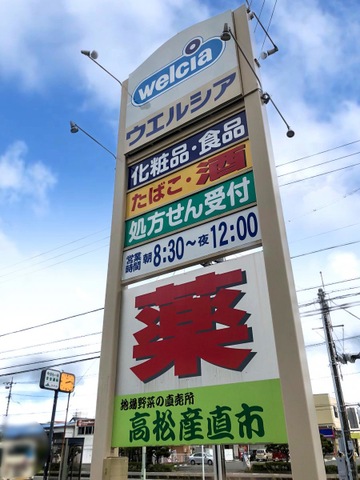 welcia
ウエルシア
化粧品・食品
たばこ・酒
処方せん受付
営業時間 朝8:30～夜12:00
薬
地場野菜の直売所
高松産直市